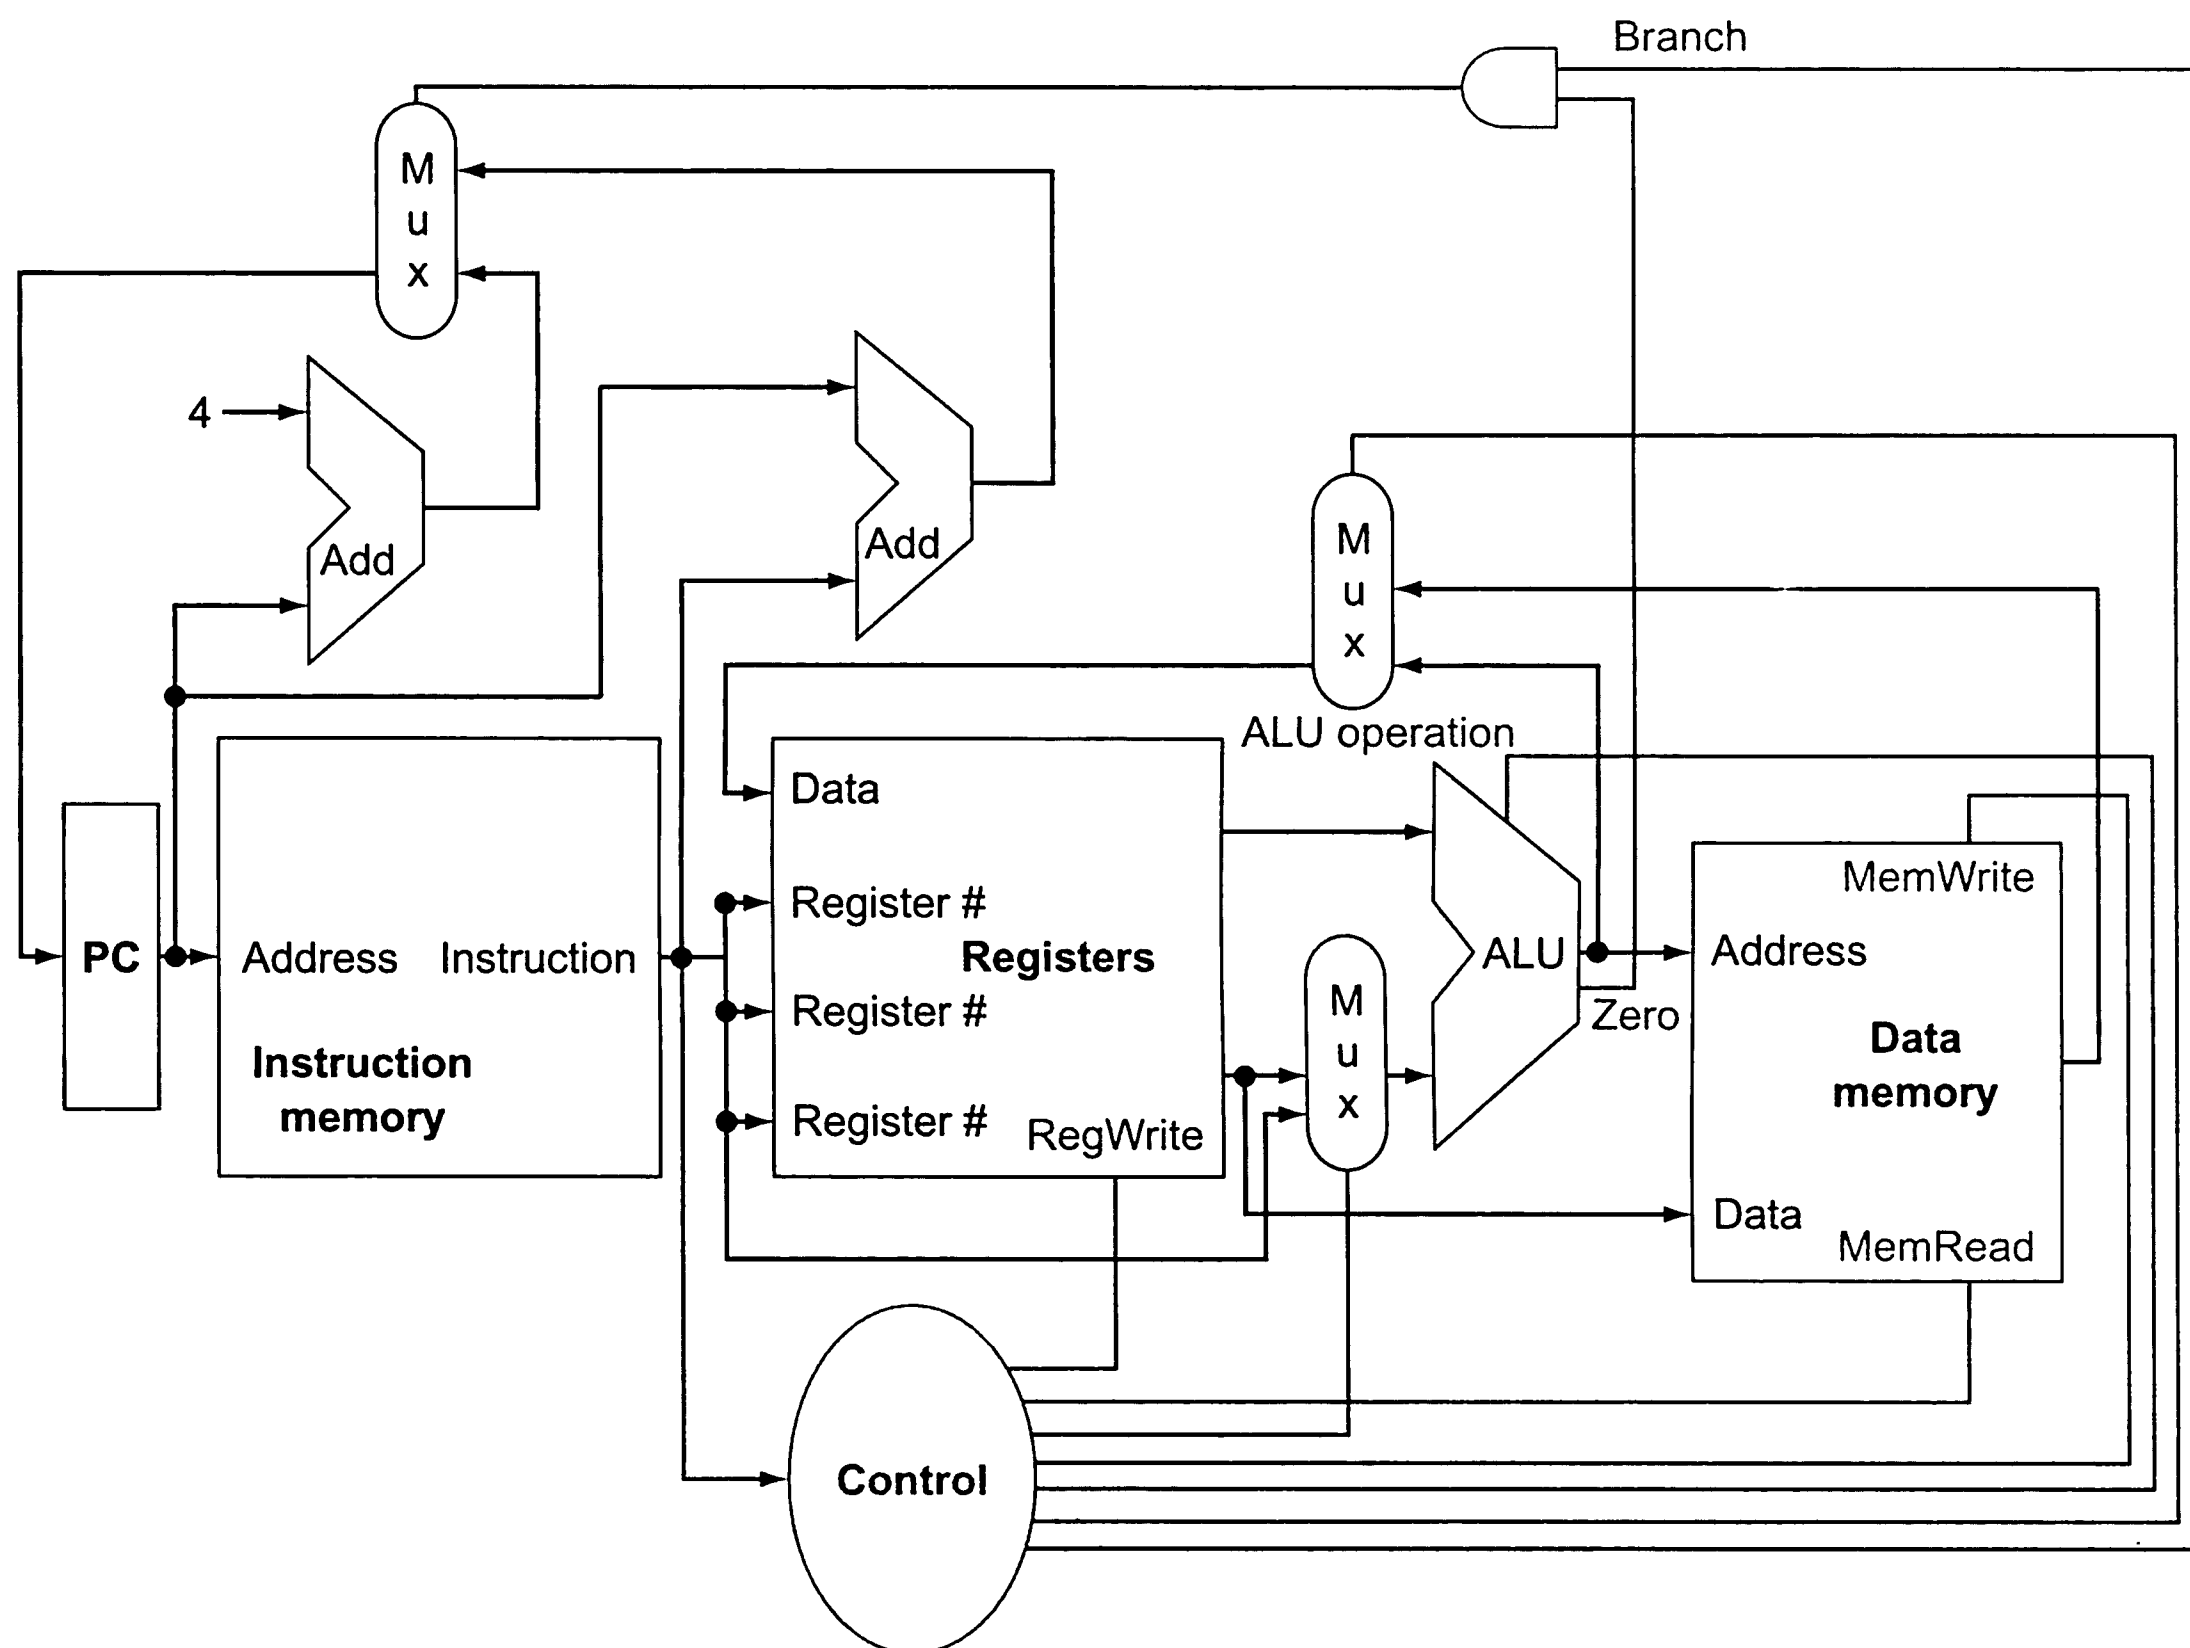 Branch
M
u
x
4
Add
Add
M
u
x
ALU operation
Data
Register #
Registers
Register #
Register #
RegWrite
PC
Address
Instruction
Instruction
memory
M
u
x
ALU
Zero
MemWrite
Address
Data
memory
Data
MemRead
Control